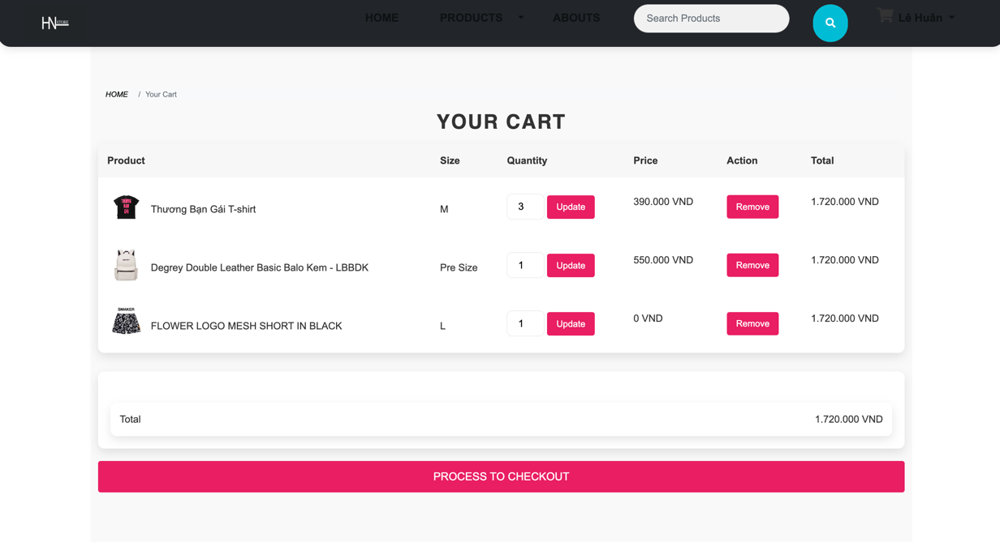 HN STORE
HOME PRODUCTS ABOUTS Search Products Lê Huân
HOME / Your Cart
YOUR CART
Product Size Quantity Price Action Total
THƯƠNG BẠN GÁI
Thương Bạn Gái T-shirt M 3 Update 390.000 VND Remove 1.720.000 VND
Degrey Double Leather Basic Balo Kem - LBBDK Pre Size 1 Update 550.000 VND Remove 1.720.000 VND
SMAKER
FLOWER LOGO MESH SHORT IN BLACK L 1 Update 0 VND Remove 1.720.000 VND
Total 1.720.000 VND
PROCESS TO CHECKOUT